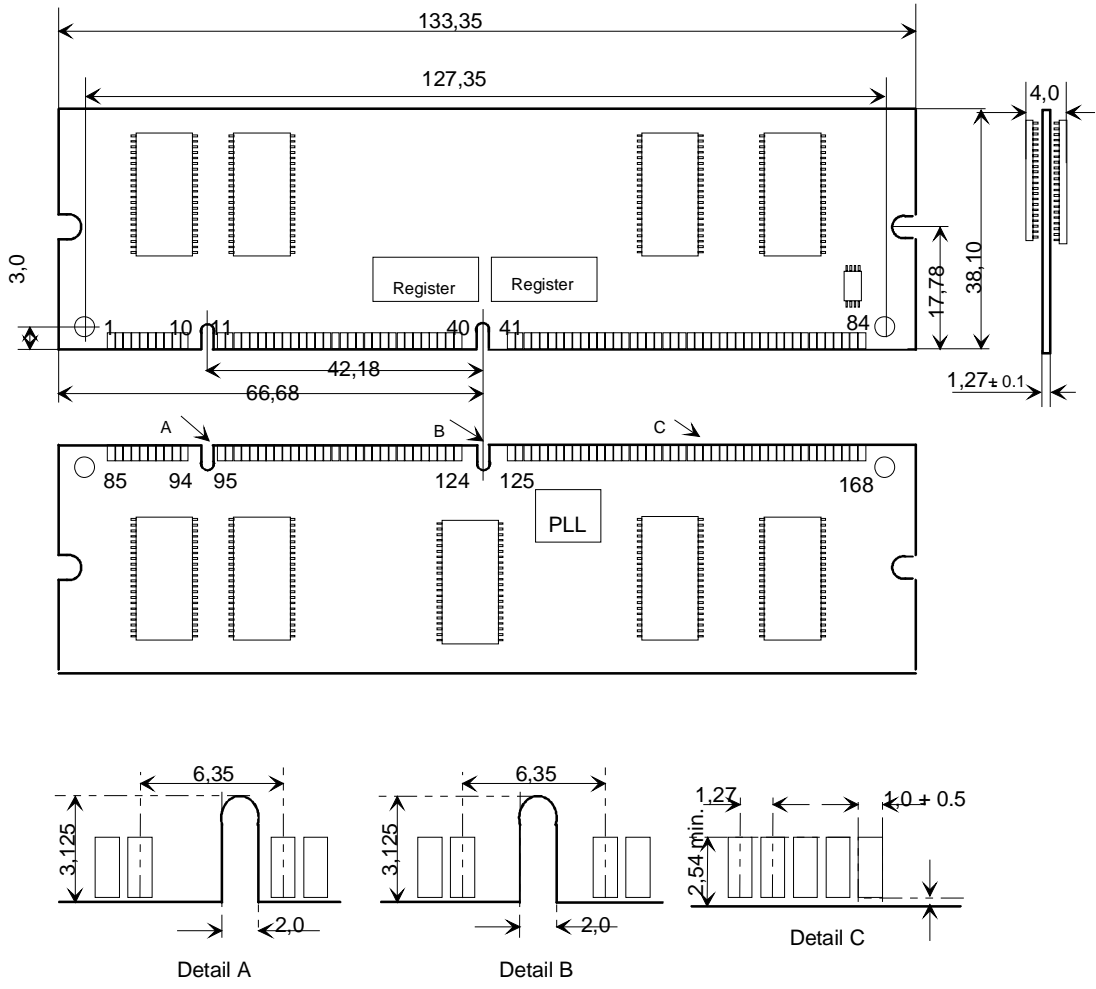 133,35
127,35
4,0
3,0
38,10
17,78
Register
Register
1
10
11
40
41
84
42,18
66,68
1,27± 0.1
A
B
C
85
94
95
124
125
168
PLL
6,35
6,35
1,27
1,0 ± 0.5
3,125
3,125
2,54 min.
2,0
2,0
Detail A
Detail B
Detail C